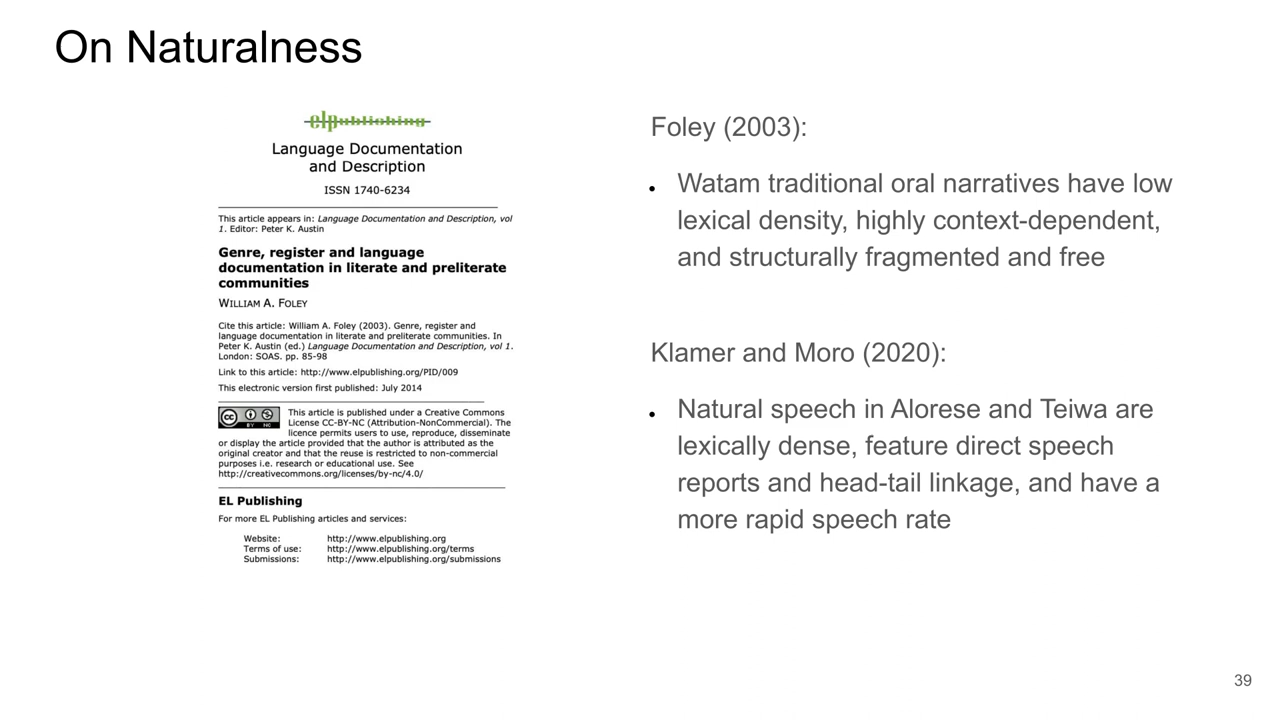 On Naturalness
elpublishing
Language Documentation
and Description
ISSN 1740-6234
This article appears in: Language Documentation and Description, vol
1. Editor: Peter K. Austin
Genre, register and language
documentation in literate and preliterate
communities
WILLIAM A. FOLEY
Cite this article: William A. Foley (2003). Genre, register and
language documentation in literate and preliterate communities. In
Peter K. Austin (ed.) Language Documentation and Description, vol 1.
London: SOAS. pp. 85-98
Link to this article: http://www.elpublishing.org/PID/009
This electronic version first published: July 2014
CC BY NC
This article is published under a Creative Commons
License CC-BY-NC (Attribution-NonCommercial). The
licence permits users to use, reproduce, disseminate
or display the article provided that the author is attributed as the
original creator and that the reuse is restricted to non-commercial
purposes i.e. research or educational use. See
http://creativecommons.org/licenses/by-nc/4.0/
EL Publishing
For more EL Publishing articles and services:
Website: http://www.elpublishing.org
Terms of use: http://www.elpublishing.org/terms
Submissions: http://www.elpublishing.org/submissions
Foley (2003):
• Watam traditional oral narratives have low
lexical density, highly context-dependent,
and structurally fragmented and free
Klamer and Moro (2020):
• Natural speech in Alorese and Teiwa are
lexically dense, feature direct speech
reports and head-tail linkage, and have a
more rapid speech rate
39